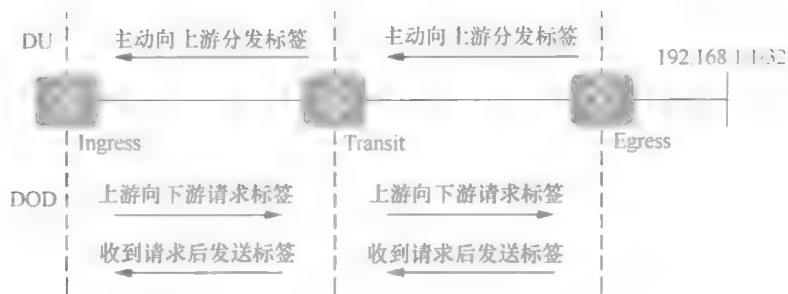 DU 主动向上游分发标签 主动向上游分发标签
192.168.1.1/32
Ingress Transit Egress
DOD 上游向下游请求标签 上游向下游请求标签
收到请求后发送标签 收到请求后发送标签